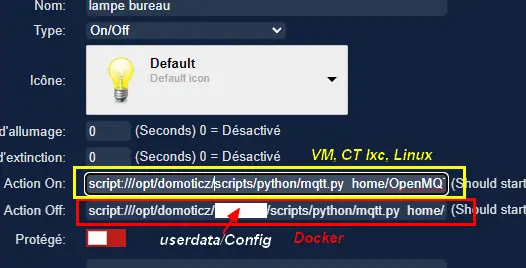 Nom: lampe bureau
Type: On/Off
Icône: Default
Default icon
d'allumage: 0 (Seconds) 0 = Désactivé
VM, CT lxc, Linux
d'extinction: 0 (Seconds) 0 = Désactivé
Action On: script:///opt/domoticz/scripts/python/mqtt.py home/OpenMQ (Should start
Action Off: script:///opt/domoticz/ /scripts/python/mqtt.py home/ (Should start
Protégé: userdata/Config Docker